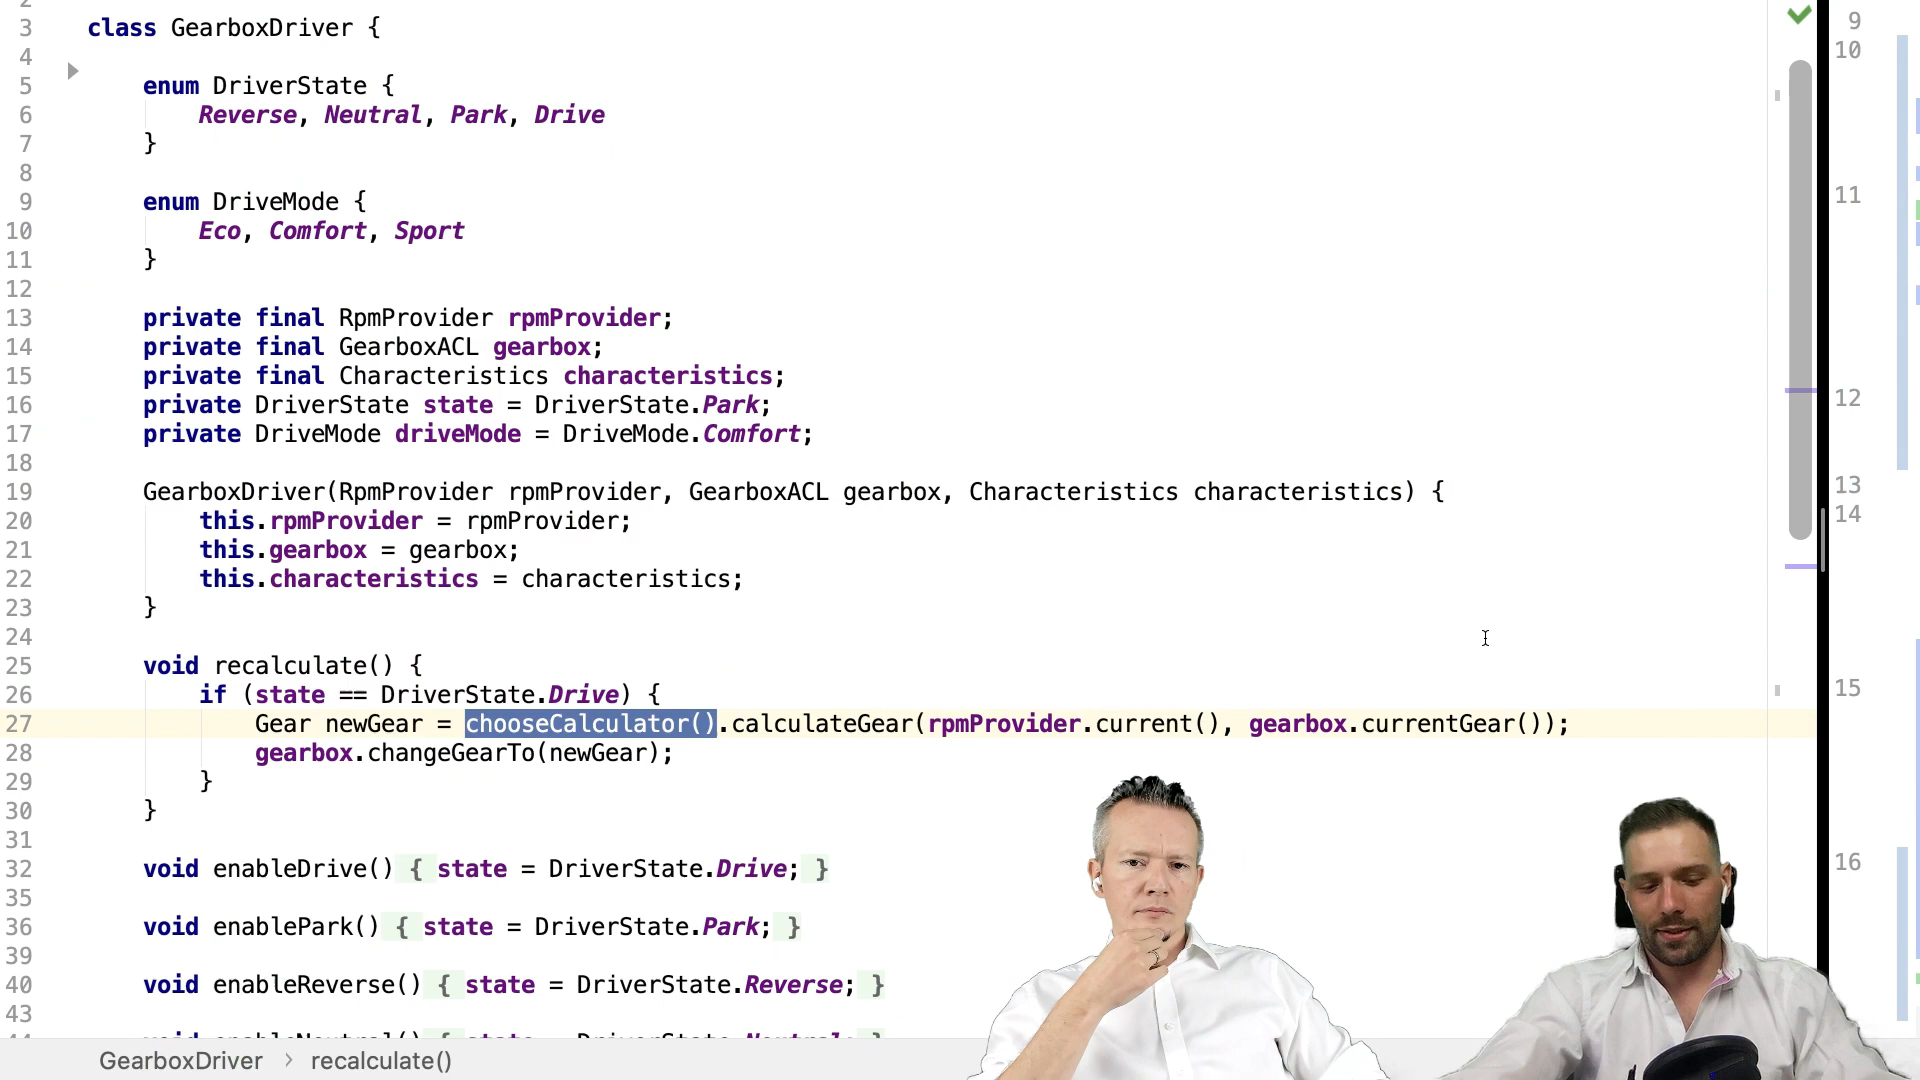 3 class GearboxDriver {
4
5 enum DriverState {
6 Reverse, Neutral, Park, Drive
7 }
8
9 enum DriveMode {
10 Eco, Comfort, Sport
11 }
12
13 private final RpmProvider rpmProvider;
14 private final GearboxACL gearbox;
15 private final Characteristics characteristics;
16 private DriverState state = DriverState.Park;
17 private DriveMode driveMode = DriveMode.Comfort;
18
19 GearboxDriver(RpmProvider rpmProvider, GearboxACL gearbox, Characteristics characteristics) {
20 this.rpmProvider = rpmProvider;
21 this.gearbox = gearbox;
22 this.characteristics = characteristics;
23 }
24
25 void recalculate() {
26 if (state == DriverState.Drive) {
27 Gear newGear = chooseCalculator().calculateGear(rpmProvider.current(), gearbox.currentGear());
28 gearbox.changeGearTo(newGear);
29 }
30 }
31
32 void enableDrive() { state = DriverState.Drive; }
35
36 void enablePark() { state = DriverState.Park; }
39
40 void enableReverse() { state = DriverState.Reverse; }
43
GearboxDriver › recalculate()
9
10
11
12
13
14
15
16